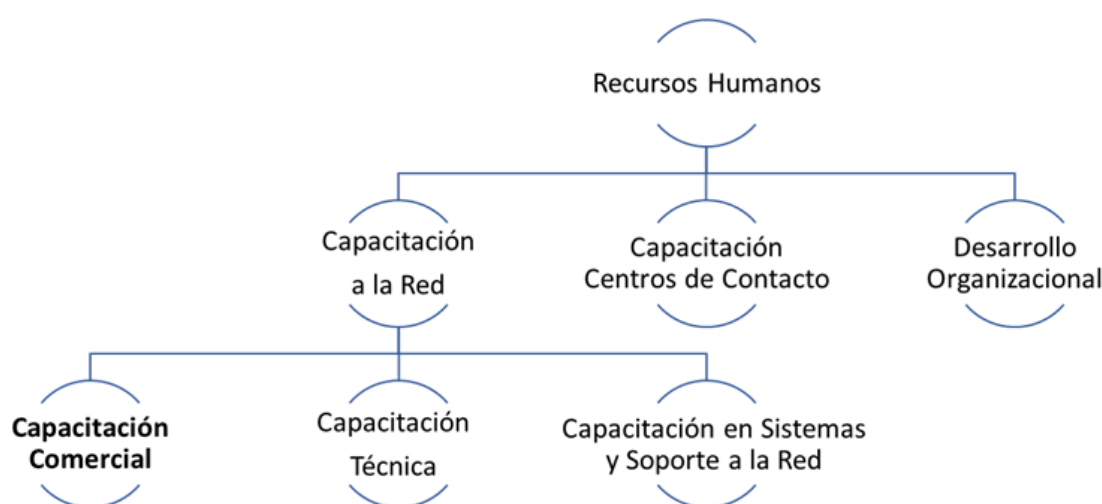 Recursos Humanos
Capacitación
a la Red
Capacitación
Centros de Contacto
Desarrollo
Organizacional
Capacitación
Comercial
Capacitación
Técnica
Capacitación en Sistemas
y Soporte a la Red